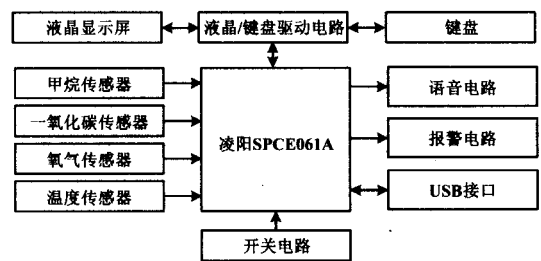 液晶显示屏
液晶/键盘驱动电路
键盘
甲烷传感器
一氧化碳传感器
氧气传感器
温度传感器
凌阳SPCE061A
语音电路
报警电路
USB接口
开关电路